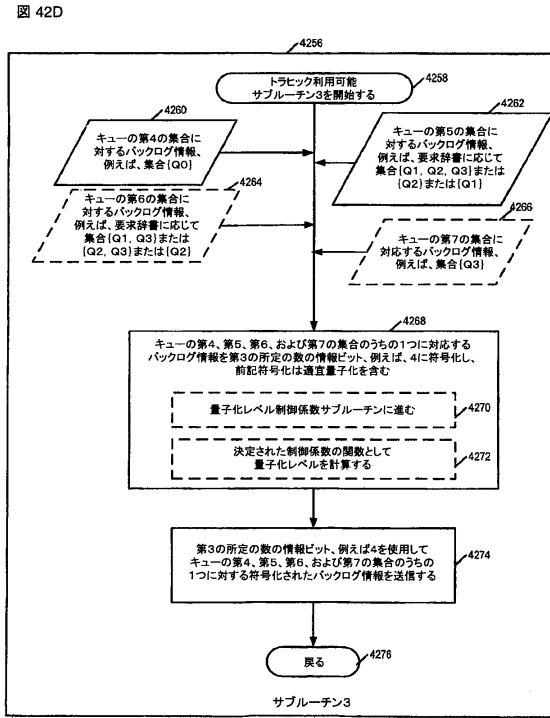 図 42D
4256
トラヒック利用可能
サブルーチン3を開始する
4258
4260
キューの第4の集合に
対するバックログ情報、
例えば、集合{Q0}
4262
キューの第5の集合に
対するバックログ情報、
例えば、要求辞書に応じて
集合{Q1, Q2, Q3}または
{Q2}または{Q1}
4264
キューの第6の集合に
対するバックログ情報、
例えば、要求辞書に応じて
集合{Q1, Q3}または
{Q2, Q3}または{Q2}
4266
キューの第7の集合に
対応するバックログ情報、
例えば、集合{Q3}
4268
キューの第4、第5、第6、および第7の集合のうちの1つに対応する
バックログ情報を第3の所定の数の情報ビット、例えば、4に符号化し、
前記符号化は適宜量子化を含む
量子化レベル制御係数サブルーチンに進む
4270
決定された制御係数の関数として
量子化レベルを計算する
4272
第3の所定の数の情報ビット、例えば4を使用して
キューの第4、第5、第6、および第7の集合のうちの
1つに対する符号化されたバックログ情報を送信する
4274
戻る
4276
サブルーチン3